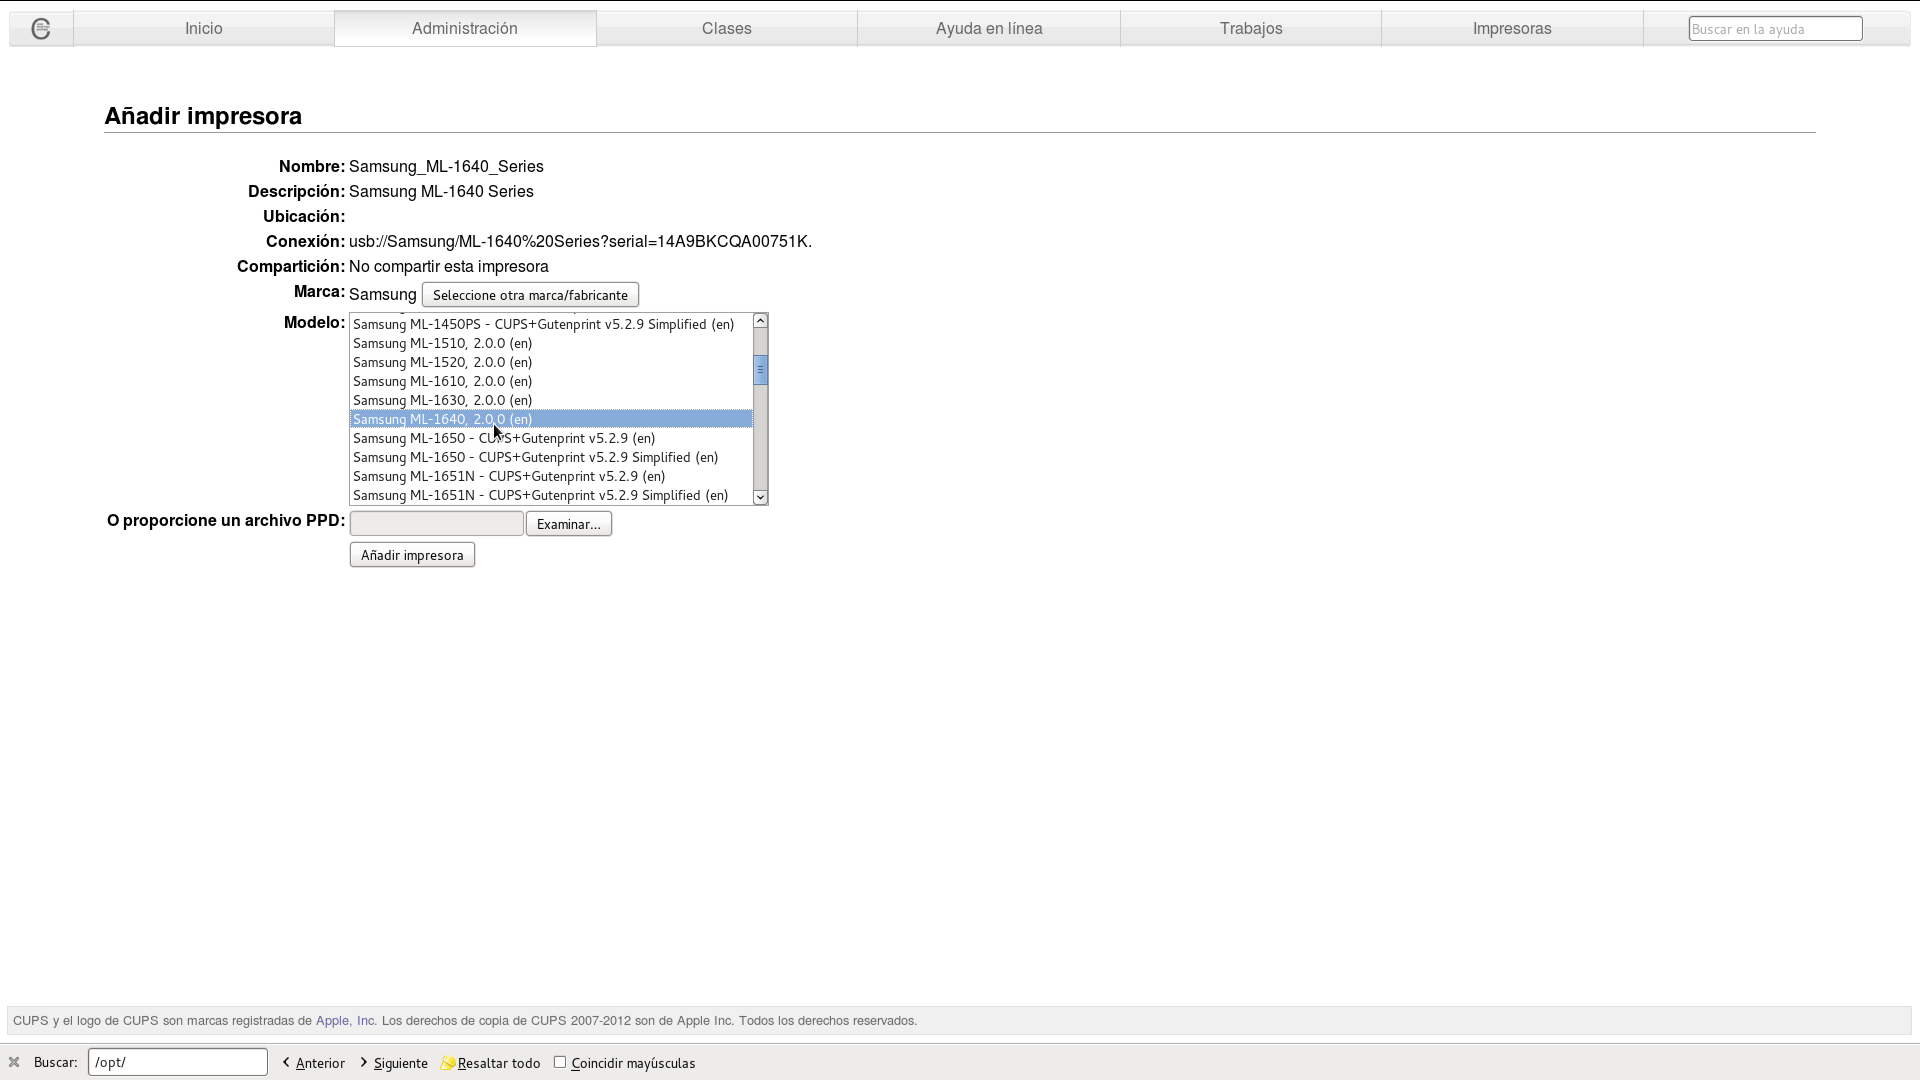 Inicio Administración Clases Ayuda en línea Trabajos Impresoras Buscar en la ayuda
Añadir impresora
Nombre: Samsung_ML-1640_Series
Descripción: Samsung ML-1640 Series
Ubicación:
Conexión: usb://Samsung/ML-1640%20Series?serial=14A9BKCQA00751K.
Compartición: No compartir esta impresora
Marca: Samsung Seleccione otra marca/fabricante
Modelo: Samsung ML-1450PS - CUPS+Gutenprint v5.2.9 Simplified (en)
Samsung ML-1510, 2.0.0 (en)
Samsung ML-1520, 2.0.0 (en)
Samsung ML-1610, 2.0.0 (en)
Samsung ML-1630, 2.0.0 (en)
Samsung ML-1640, 2.0.0 (en)
Samsung ML-1650 - CUPS+Gutenprint v5.2.9 (en)
Samsung ML-1650 - CUPS+Gutenprint v5.2.9 Simplified (en)
Samsung ML-1651N - CUPS+Gutenprint v5.2.9 (en)
Samsung ML-1651N - CUPS+Gutenprint v5.2.9 Simplified (en)
O proporcione un archivo PPD: Examinar...
Añadir impresora
CUPS y el logo de CUPS son marcas registradas de Apple, Inc. Los derechos de copia de CUPS 2007-2012 son de Apple Inc. Todos los derechos reservados.
Buscar: /opt/ Anterior Siguiente Resaltar todo Coincidir mayúsculas